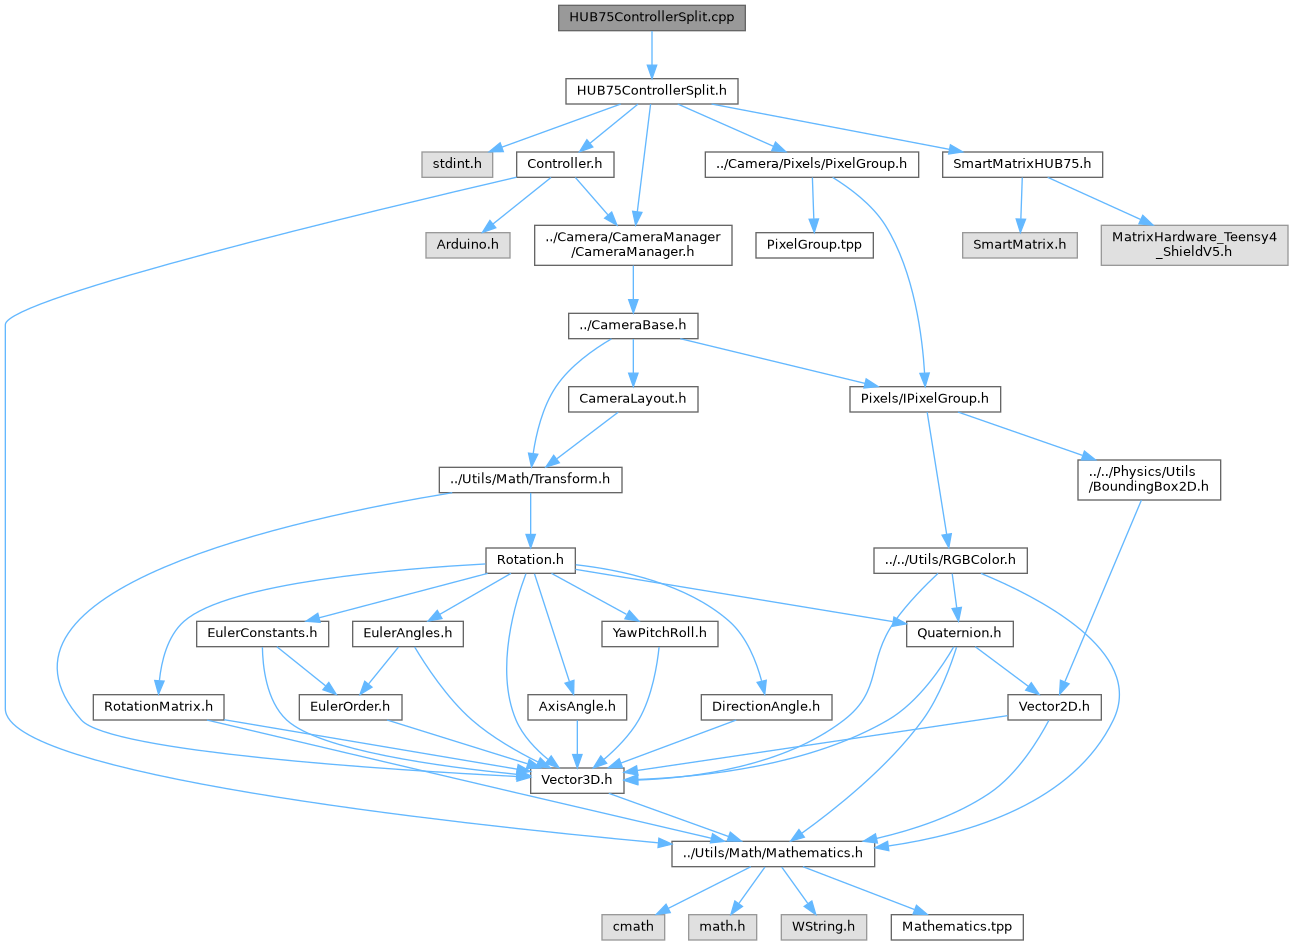 HUB75ControllerSplit.cpp
HUB75ControllerSplit.h
stdint.h
Controller.h
../Camera/Pixels/PixelGroup.h
SmartMatrixHUB75.h
Arduino.h
../Camera/CameraManager
/CameraManager.h
PixelGroup.tpp
SmartMatrix.h
MatrixHardware_Teensy4
_ShieldV5.h
../CameraBase.h
CameraLayout.h
Pixels/IPixelGroup.h
../Utils/Math/Transform.h
../../Physics/Utils
/BoundingBox2D.h
Rotation.h
../../Utils/RGBColor.h
EulerConstants.h
EulerAngles.h
YawPitchRoll.h
Quaternion.h
RotationMatrix.h
EulerOrder.h
AxisAngle.h
DirectionAngle.h
Vector2D.h
Vector3D.h
../Utils/Math/Mathematics.h
cmath
math.h
WString.h
Mathematics.tpp